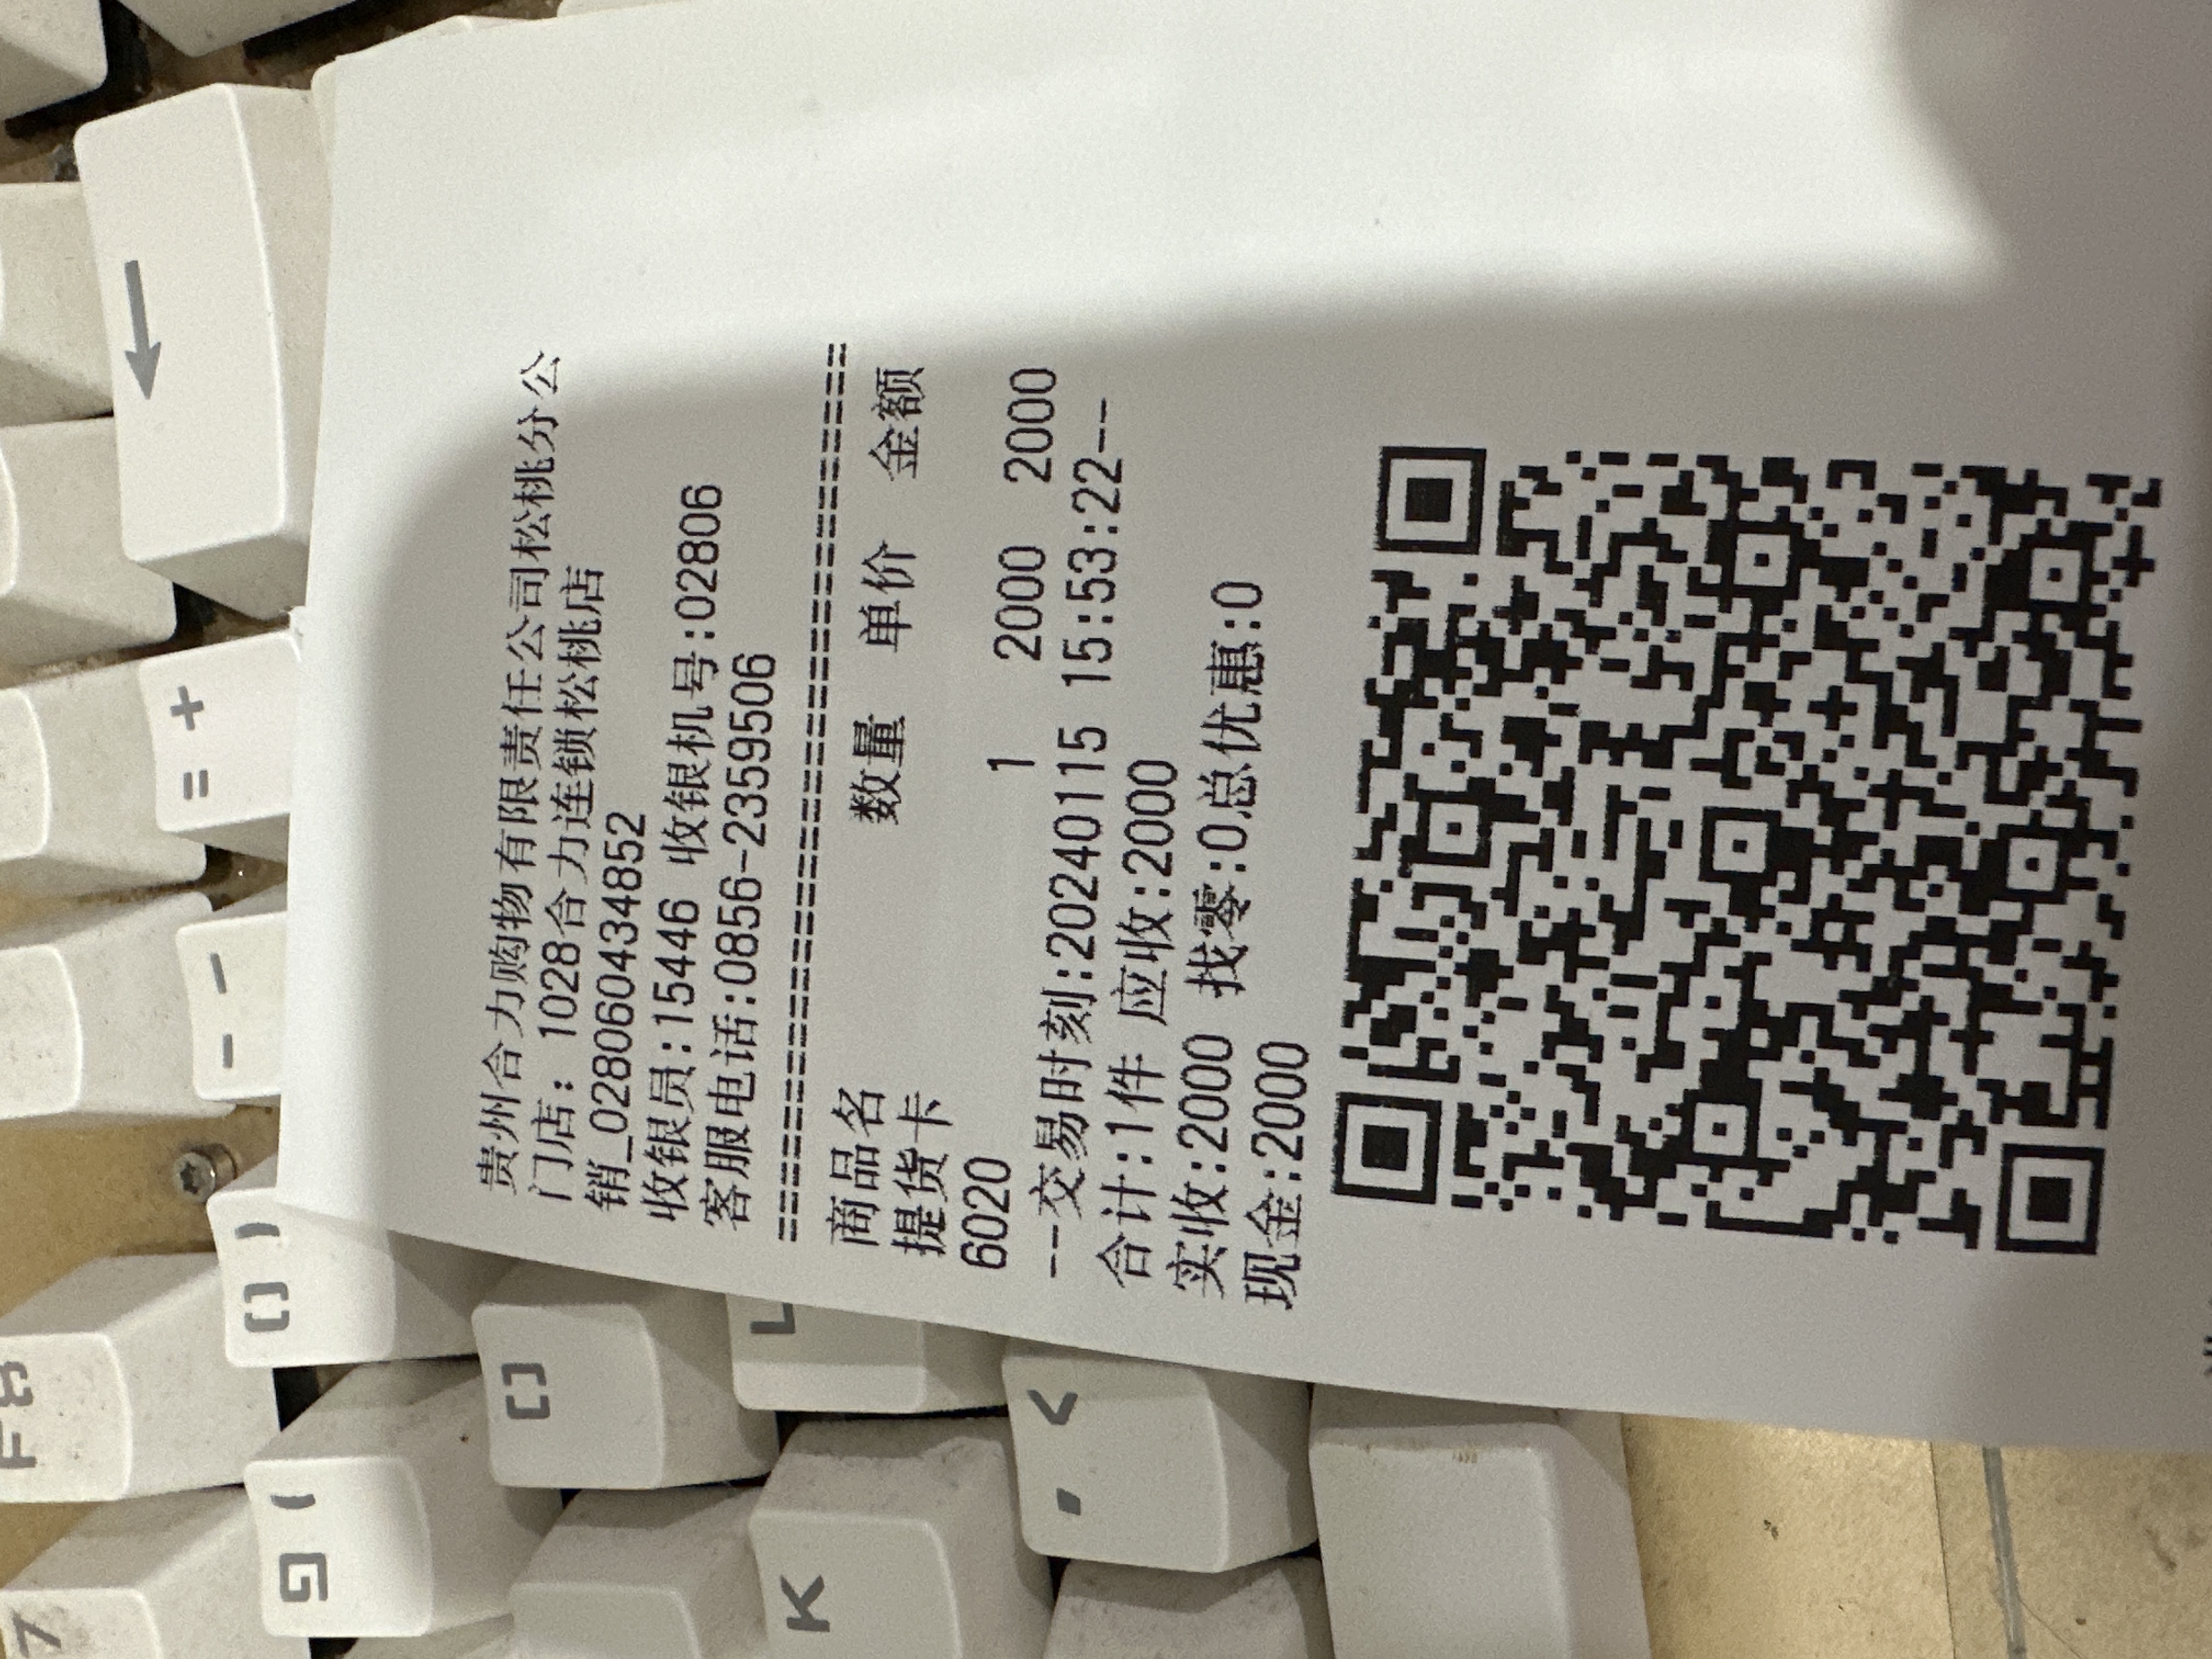 贵州合力购物有限责任公司松桃分公
门店：1028合力连锁松桃店
销_02806043​4852
收银员:15446 收银机号:02806
客服电话:0856-2359506
================================
商品名 数量 单价 金额
提货卡
6020 1 2000 2000
--交易时刻:20240115 15:53:22--
合计:1件 应收:2000
实收:2000 找零:0总优惠:0
现金:2000
= +
- -
0 )
9 (
F8
7
[ ]
L
K
, <